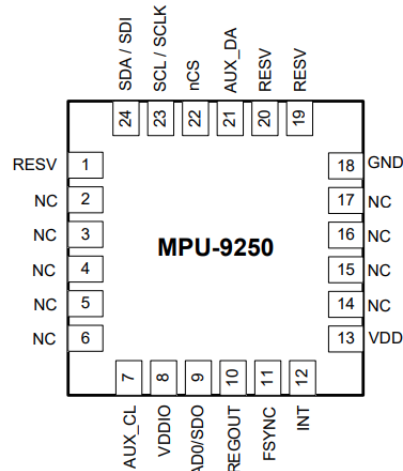 SDA / SDI
SCL / SCLK
nCS
AUX_DA
RESV
RESV
24
23
22
21
20
19
RESV 1
NC 2
NC 3
NC 4
NC 5
NC 6
MPU-9250
18 GND
17 NC
16 NC
15 NC
14 NC
13 VDD
7
8
9
10
11
12
AUX_CL
VDDIO
AD0/SDO
REGOUT
FSYNC
INT